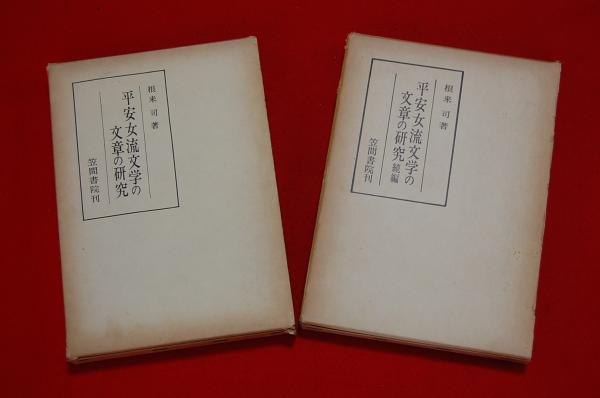 根来 司 著
平安女流文学の
文章の研究
笠間書院刊
根来 司 著
平安女流文学の
文章の研究 続編
笠間書院刊